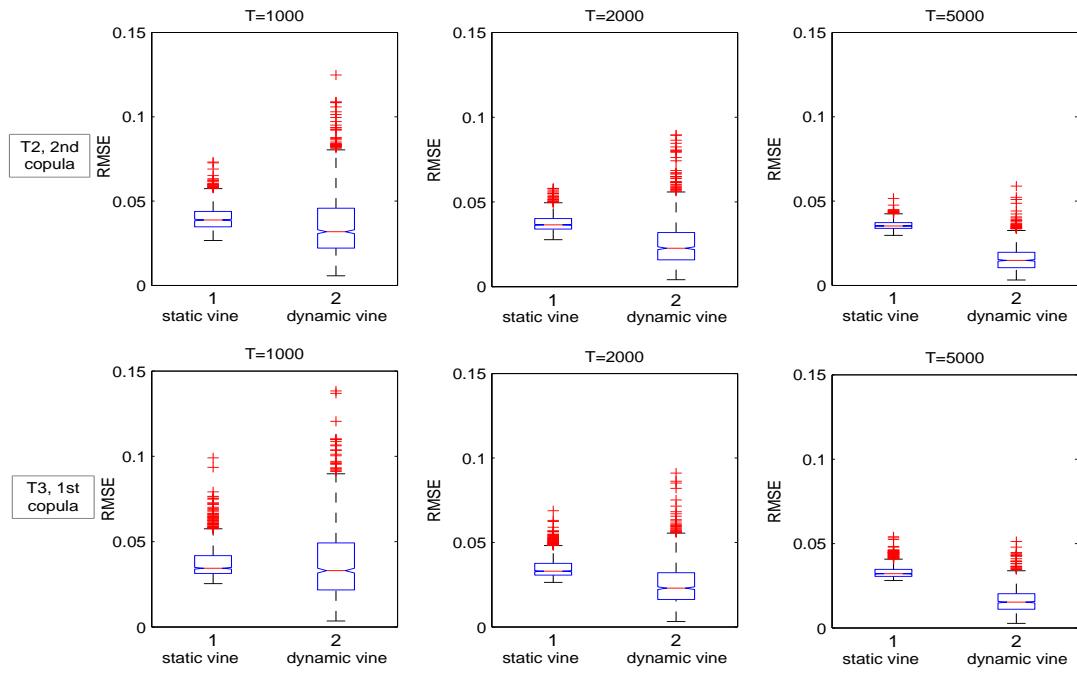 T=1000
T=2000
T=5000
0.15
0.1
0.05
0
RMSE
T2, 2nd
copula
1
static vine
2
dynamic vine
0.15
0.1
0.05
0
RMSE
1
static vine
2
dynamic vine
0.15
0.1
0.05
0
RMSE
1
static vine
2
dynamic vine
T=1000
T=2000
T=5000
0.15
0.1
0.05
0
RMSE
T3, 1st
copula
1
static vine
2
dynamic vine
0.15
0.1
0.05
0
RMSE
1
static vine
2
dynamic vine
0.15
0.1
0.05
0
RMSE
1
static vine
2
dynamic vine